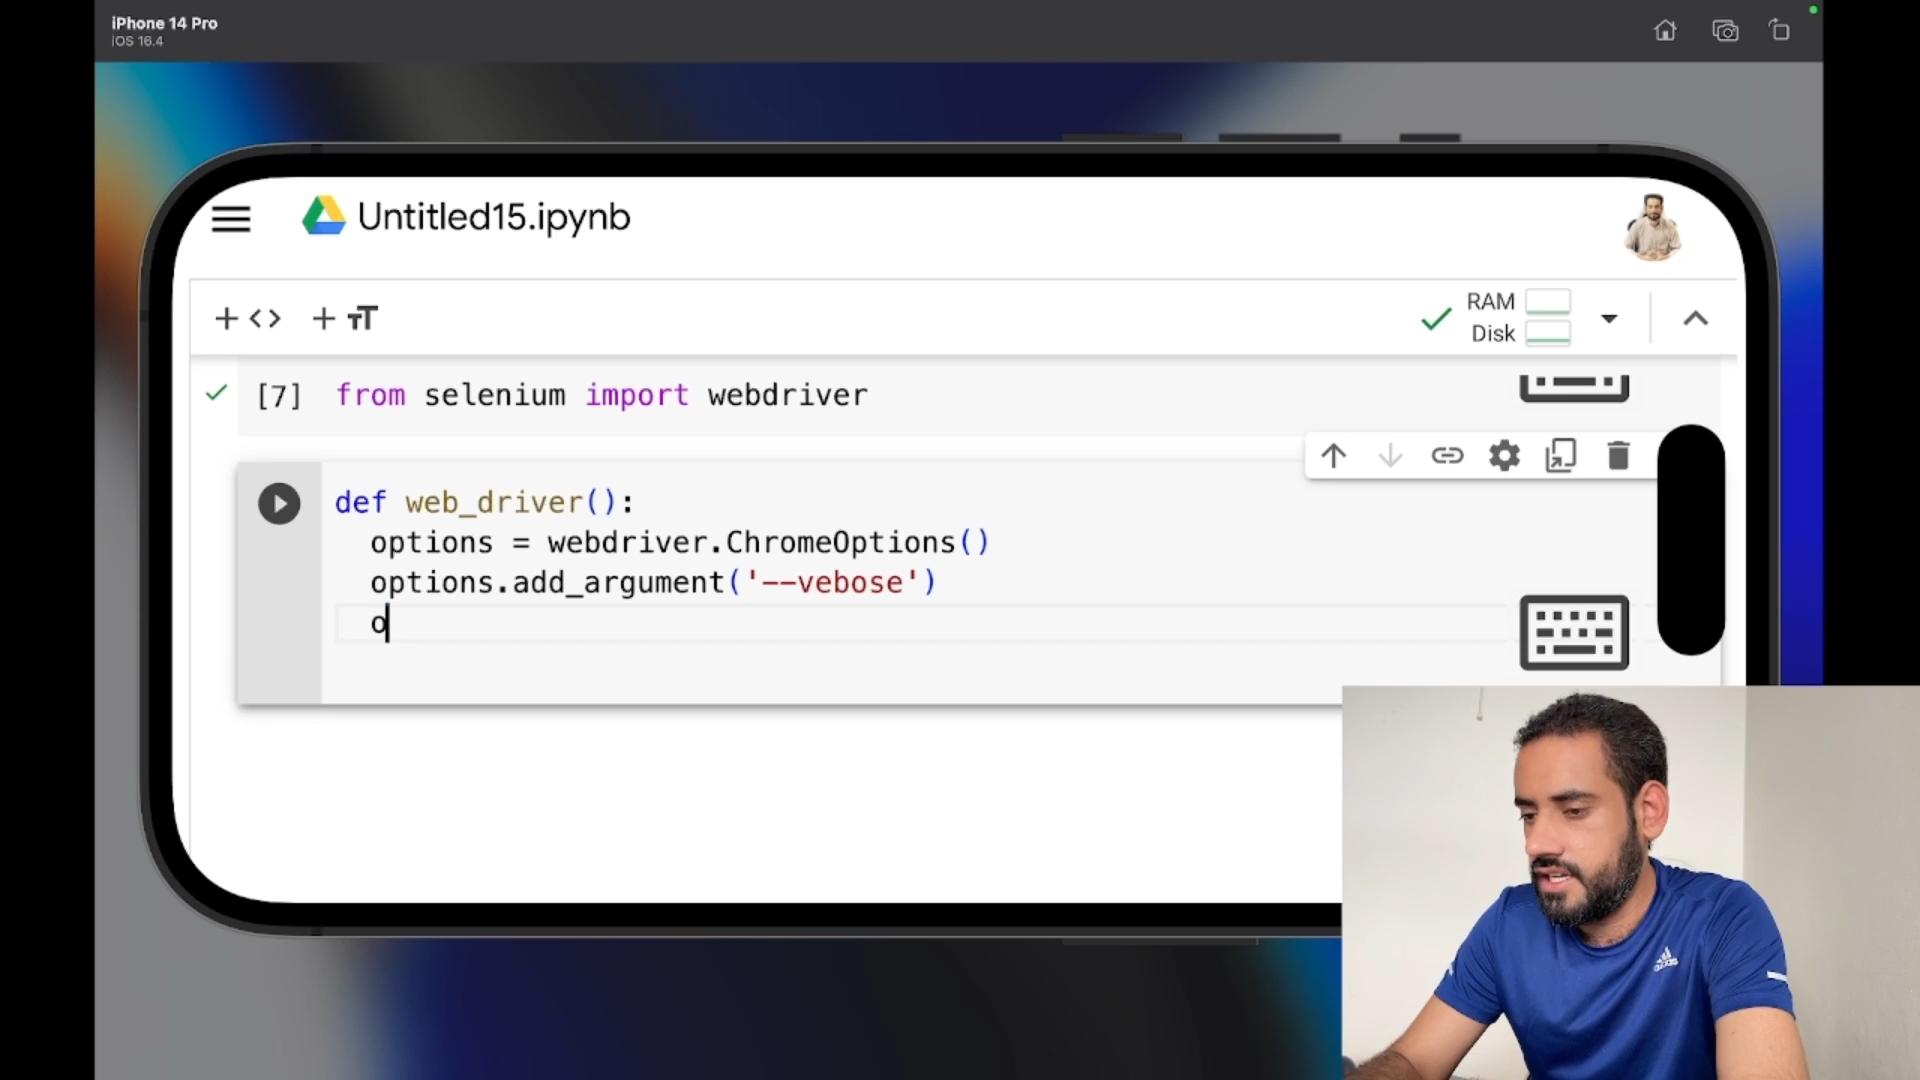 iPhone 14 Pro
iOS 16.4
Untitled15.ipynb
RAM
Disk
[7] from selenium import webdriver
def web_driver():
options = webdriver.ChromeOptions()
options.add_argument('--vebose')
o
adidas